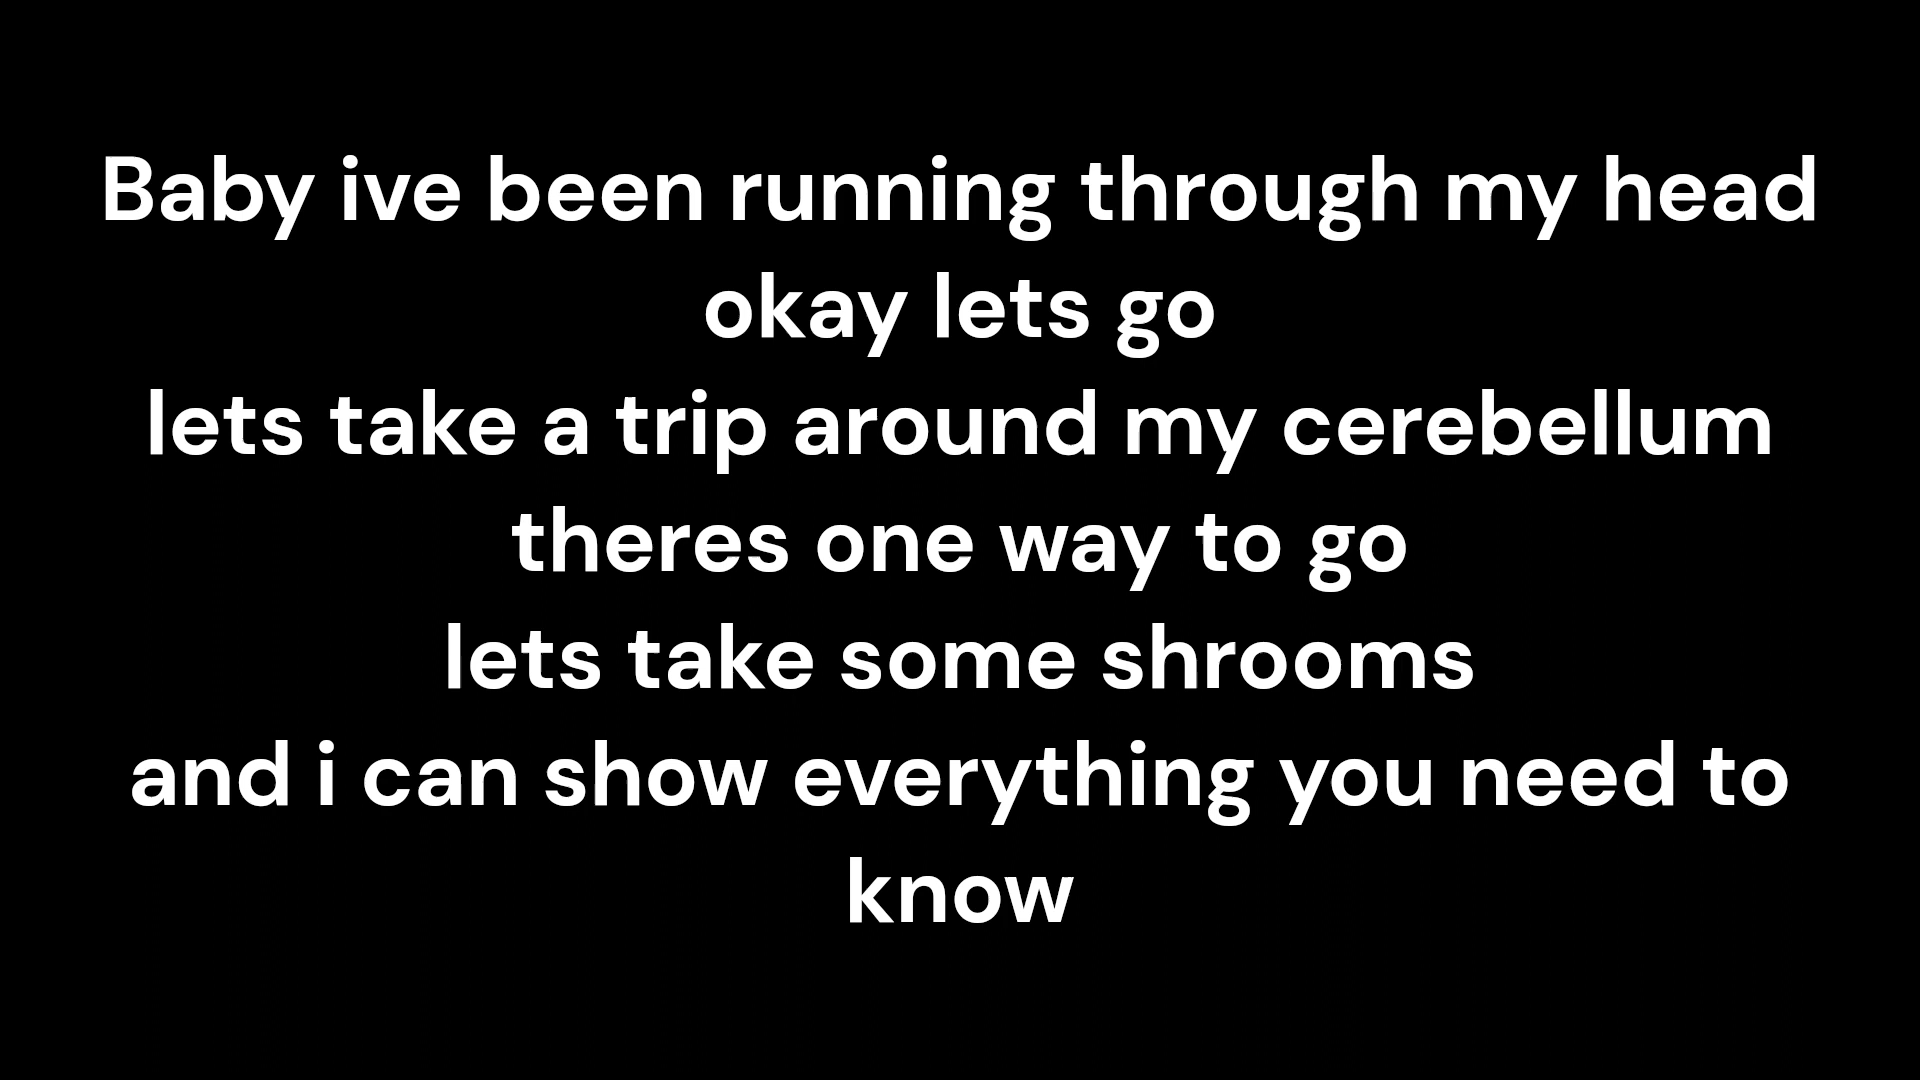 Baby ive been running through my head
okay lets go
lets take a trip around my cerebellum
theres one way to go
lets take some shrooms
and i can show everything you need to
know